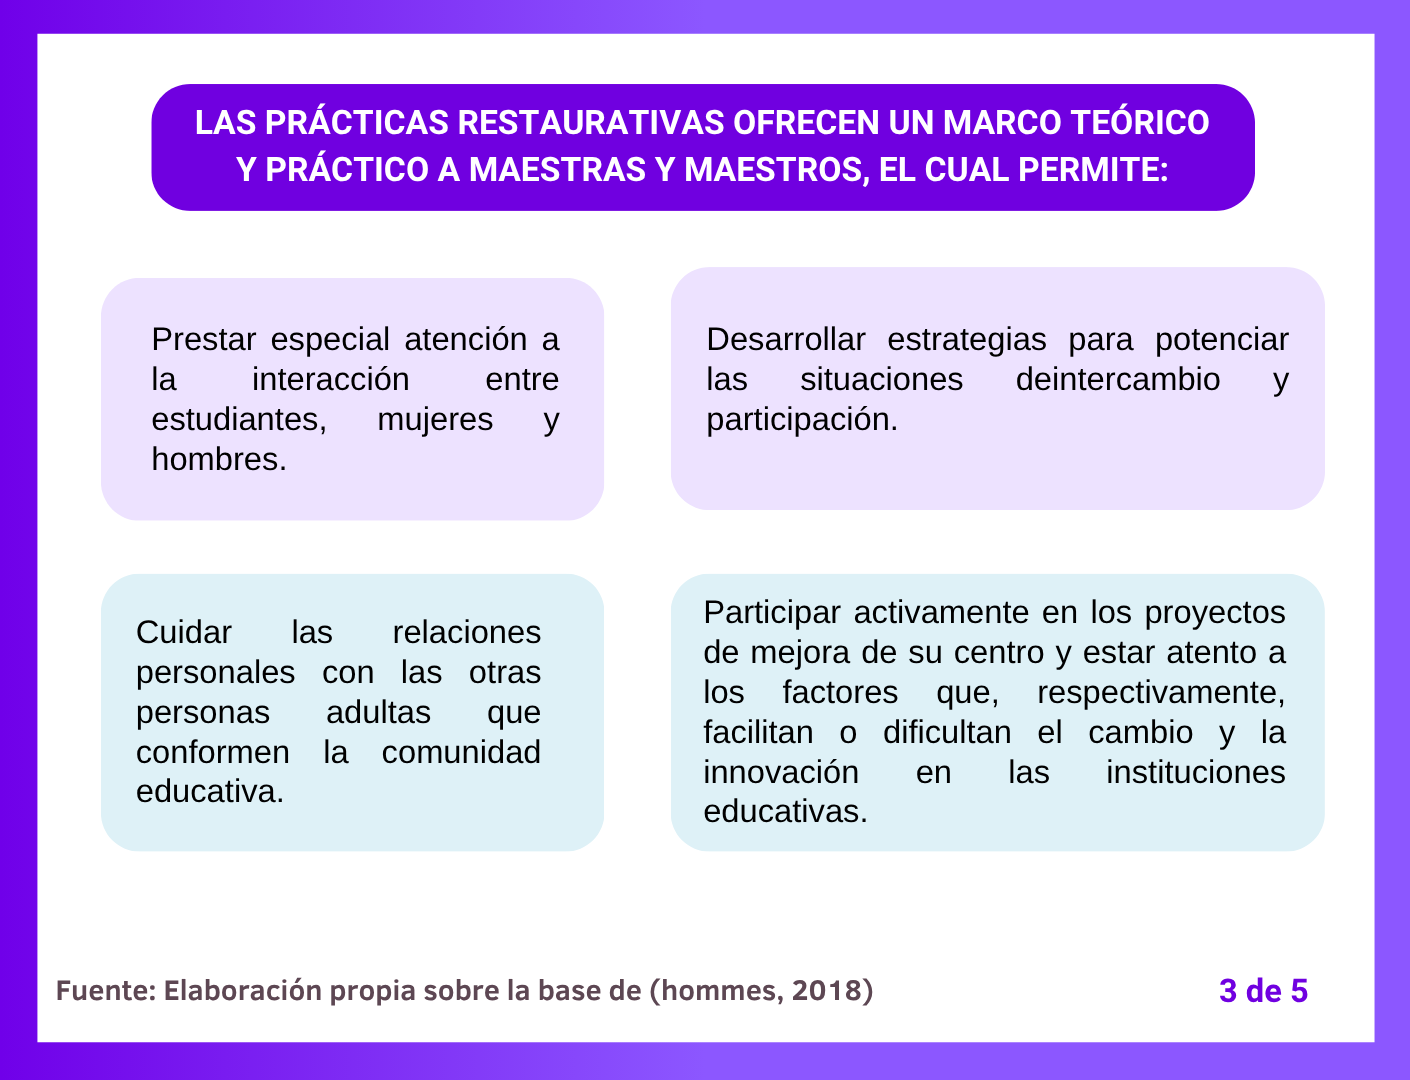 LAS PRÁCTICAS RESTAURATIVAS OFRECEN UN MARCO TEÓRICO
Y PRÁCTICO A MAESTRAS Y MAESTROS, EL CUAL PERMITE:
Prestar especial atención a
la interacción entre
estudiantes, mujeres y
hombres.
Desarrollar estrategias para potenciar
las situaciones deintercambio y
participación.
Cuidar las relaciones
personales con las otras
personas adultas que
conformen la comunidad
educativa.
Participar activamente en los proyectos
de mejora de su centro y estar atento a
los factores que, respectivamente,
facilitan o dificultan el cambio y la
innovación en las instituciones
educativas.
Fuente: Elaboración propia sobre la base de (hommes, 2018)
3 de 5